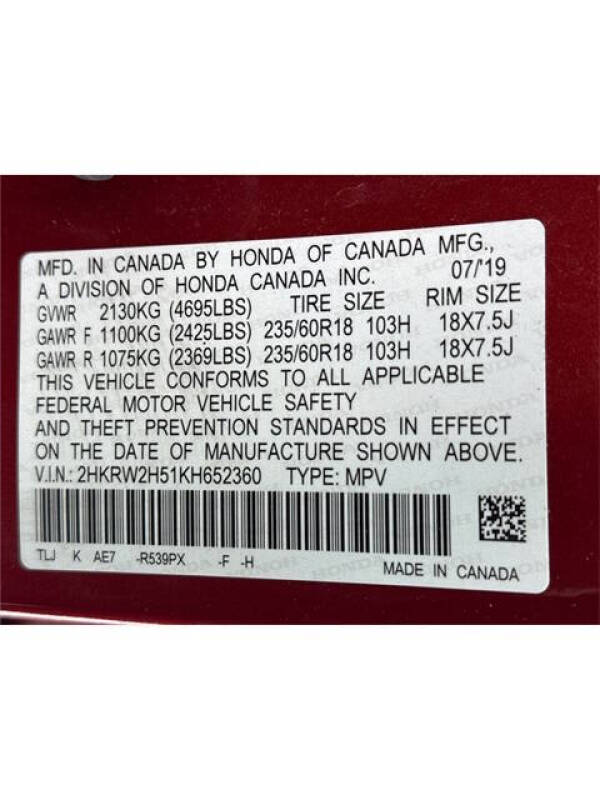 MFD. IN CANADA BY HONDA OF CANADA MFG.,
A DIVISION OF HONDA CANADA INC. 07/'19
GVWR 2130KG (4695LBS) TIRE SIZE RIM SIZE
GAWR F 1100KG (2425LBS) 235/60R18 103H 18X7.5J
GAWR R 1075KG (2369LBS) 235/60R18 103H 18X7.5J
THIS VEHICLE CONFORMS TO ALL APPLICABLE
FEDERAL MOTOR VEHICLE SAFETY
AND THEFT PREVENTION STANDARDS IN EFFECT
ON THE DATE OF MANUFACTURE SHOWN ABOVE.
V.I.N.: 2HKRW2H51KH652360 TYPE: MPV
TLJ K AE7 -R539PX -F -H
MADE IN CANADA